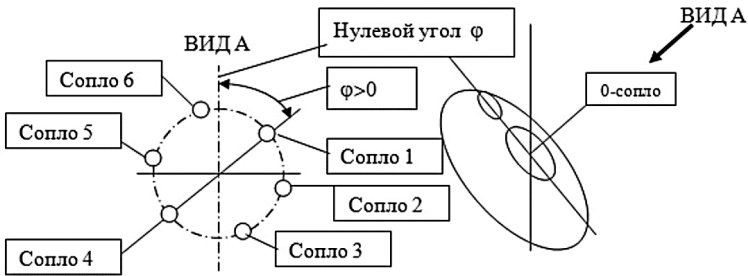 ВИД А
Нулевой угол φ
ВИД А
Сопло 6
φ>0
0-сопло
Сопло 5
Сопло 1
Сопло 2
Сопло 4
Сопло 3